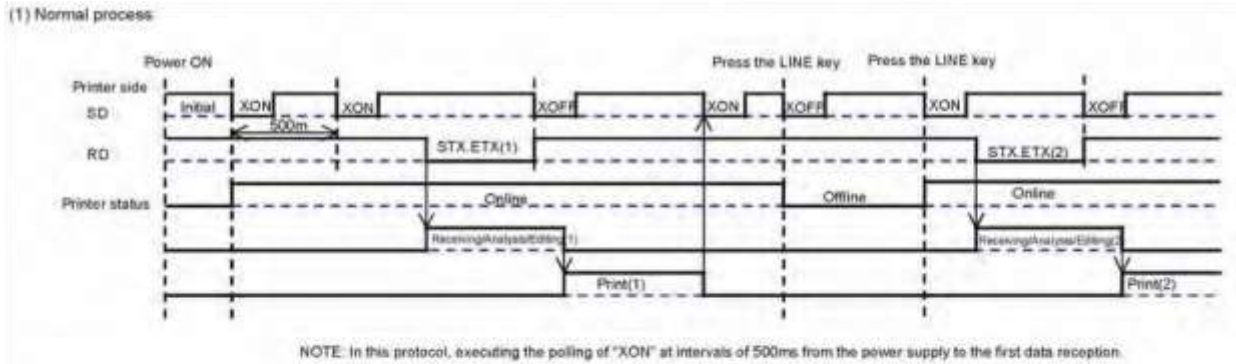 (1) Normal process
Power ON
Press the LINE key
Press the LINE key
Printer side
SD
Initial
XON
XON
XOFF
XON
XOFF
XON
XOFF
500m
RD
STX.ETX(1)
STX.ETX(2)
Printer status
Online
Offline
Online
Receiving/Analysis/Editing(1)
Receiving/Analysis/Editing(2
Print(1)
Print(2)
NOTE: In this protocol, executing the polling of "XON" at intervals of 500ms from the power supply to the first data reception.